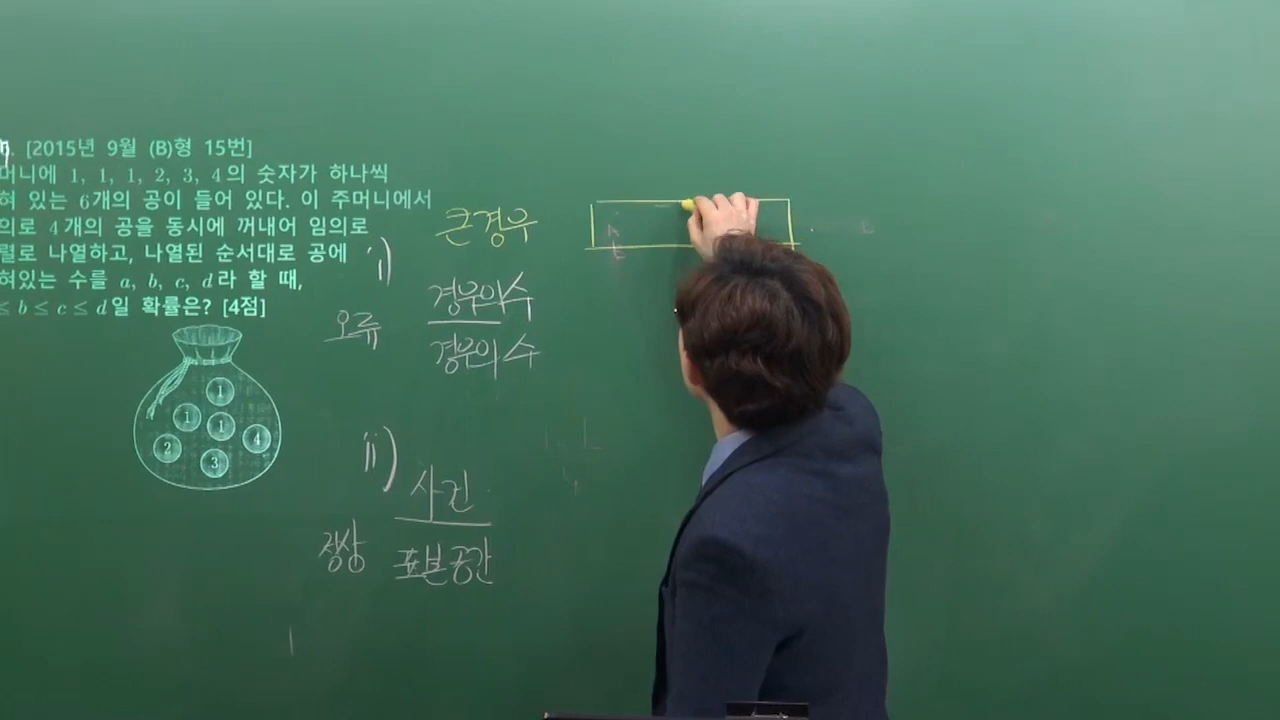 [2015년 9월 (B)형 15번]
머니에 1, 1, 1, 2, 3, 4의 숫자가 하나씩
혀 있는 6개의 공이 들어 있다. 이 주머니에서
의로 4개의 공을 동시에 꺼내어 임의로
렬로 나열하고, 나열된 순서대로 공에
혀있는 수를 a, b, c, d라 할 때,
≤ b ≤ c ≤ d일 확률은? [4점]
1
1
1
2
4
3
큰경우
i)
오류
경우의수
경우의수
ii)
정상
사건
표본공간